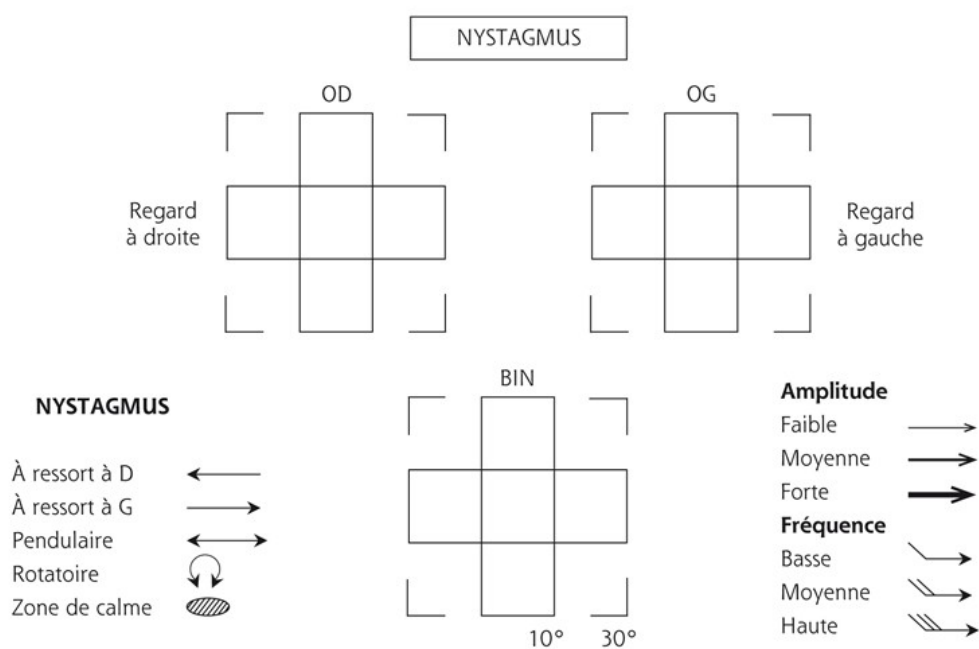 NYSTAGMUS
OD
OG
Regard
à droite
Regard
à gauche
BIN
10° 30°
NYSTAGMUS
À ressort à D
À ressort à G
Pendulaire
Rotatoire
Zone de calme
Amplitude
Faible
Moyenne
Forte
Fréquence
Basse
Moyenne
Haute